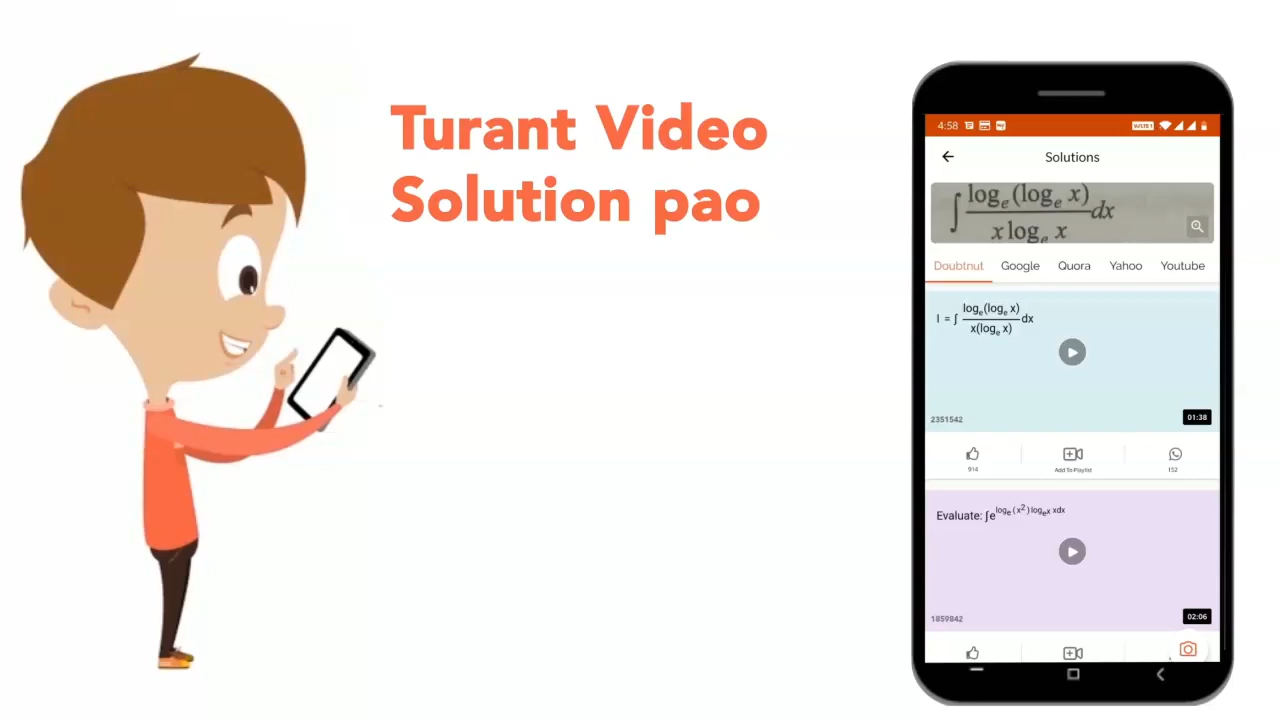 Turant Video
Solution pao
4:58
VoLTE1
Solutions
∫ logₑ(logₑ x) / x logₑ x dx
Doubtnut Google Quora Yahoo Youtube
I = ∫ logₑ(logₑ x) / x(logₑ x) dx
2351542
01:38
914
Add To Playlist
152
Evaluate: ∫e^logₑ(x²)logₑx xdx
1859842
02:06